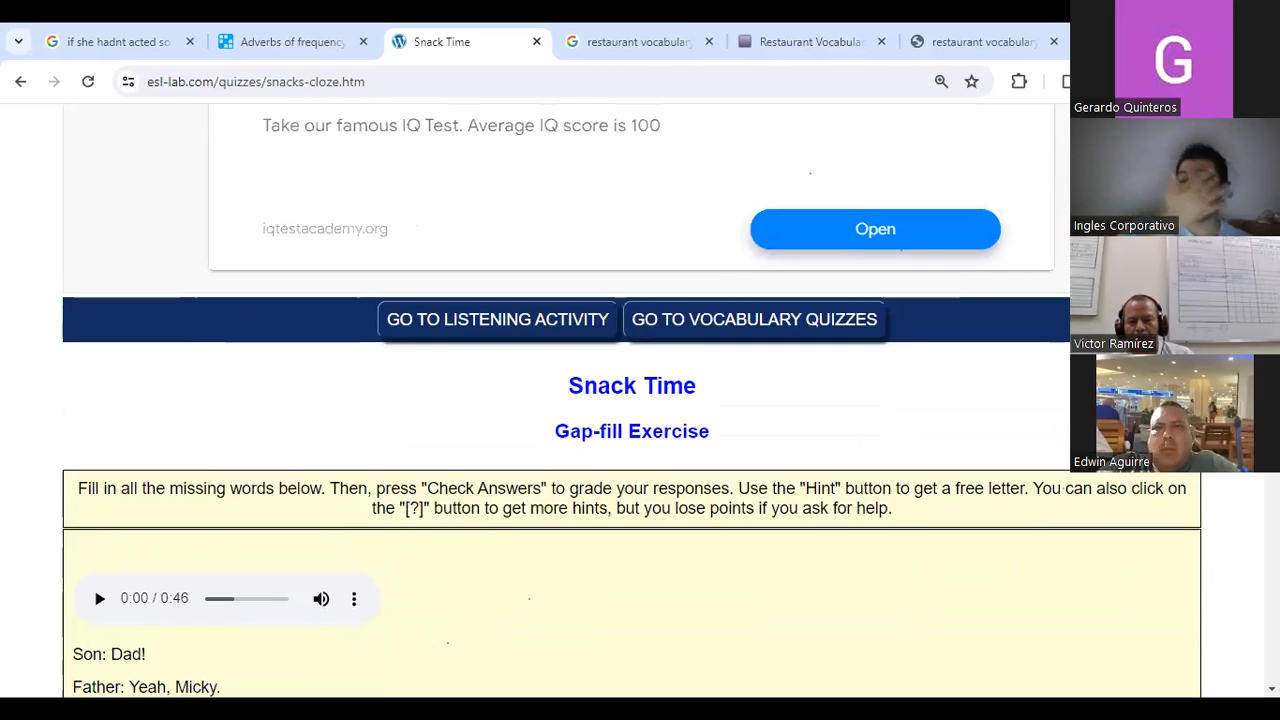 if she hadnt acted so
Adverbs of frequency
Snack Time
restaurant vocabulary
Restaurant Vocabular
restaurant vocabulary
esl-lab.com/quizzes/snacks-cloze.htm
G
Gerardo Quinteros
Ingles Corporativo
Victor Ramírez
Edwin Aguirre
Take our famous IQ Test. Average IQ score is 100
iqtestacademy.org
Open
GO TO LISTENING ACTIVITY
GO TO VOCABULARY QUIZZES
Snack Time
Gap-fill Exercise
Fill in all the missing words below. Then, press "Check Answers" to grade your responses. Use the "Hint" button to get a free letter. You can also click on
the "[?]" button to get more hints, but you lose points if you ask for help.
0:00 / 0:46
Son: Dad!
Father: Yeah, Micky.